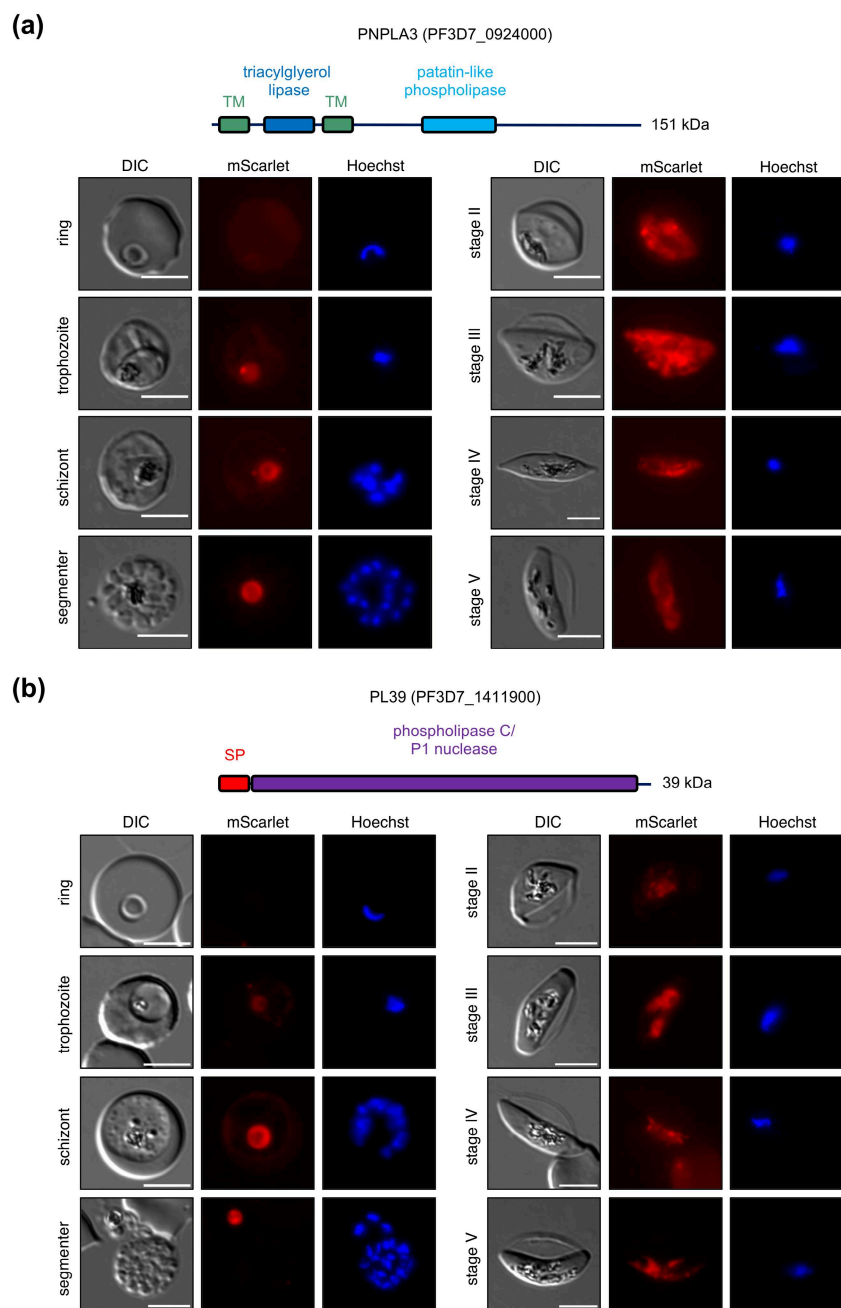 (a)
PNPLA3 (PF3D7_0924000)
triacylglyerol
lipase
patatin-like
phospholipase
TM
TM
151 kDa
DIC
mScarlet
Hoechst
DIC
mScarlet
Hoechst
ring
stage II
trophozoite
stage III
schizont
stage IV
segmenter
stage V
(b)
PL39 (PF3D7_1411900)
phospholipase C/
P1 nuclease
SP
39 kDa
DIC
mScarlet
Hoechst
DIC
mScarlet
Hoechst
ring
stage II
trophozoite
stage III
schizont
stage IV
segmenter
stage V